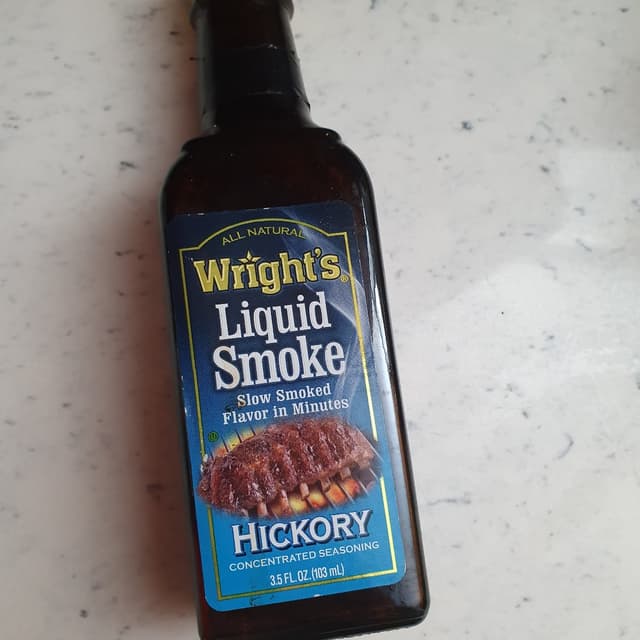 ALL NATURAL
Wright's®
Liquid
Smoke
Slow Smoked
Flavor in Minutes
HICKORY
CONCENTRATED SEASONING
3.5 FL. OZ. (103 mL)